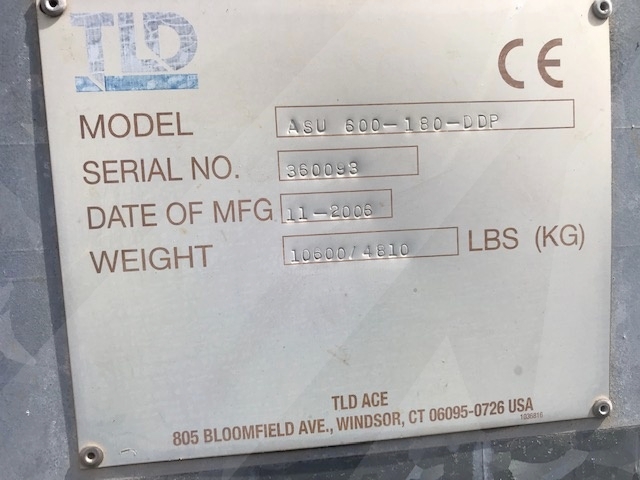 TLD
CE
MODEL ASU 600-180-DDP
SERIAL NO. 360093
DATE OF MFG 11-2006
WEIGHT 10600/4810 LBS (KG)
TLD ACE
805 BLOOMFIELD AVE., WINDSOR, CT 06095-0726 USA